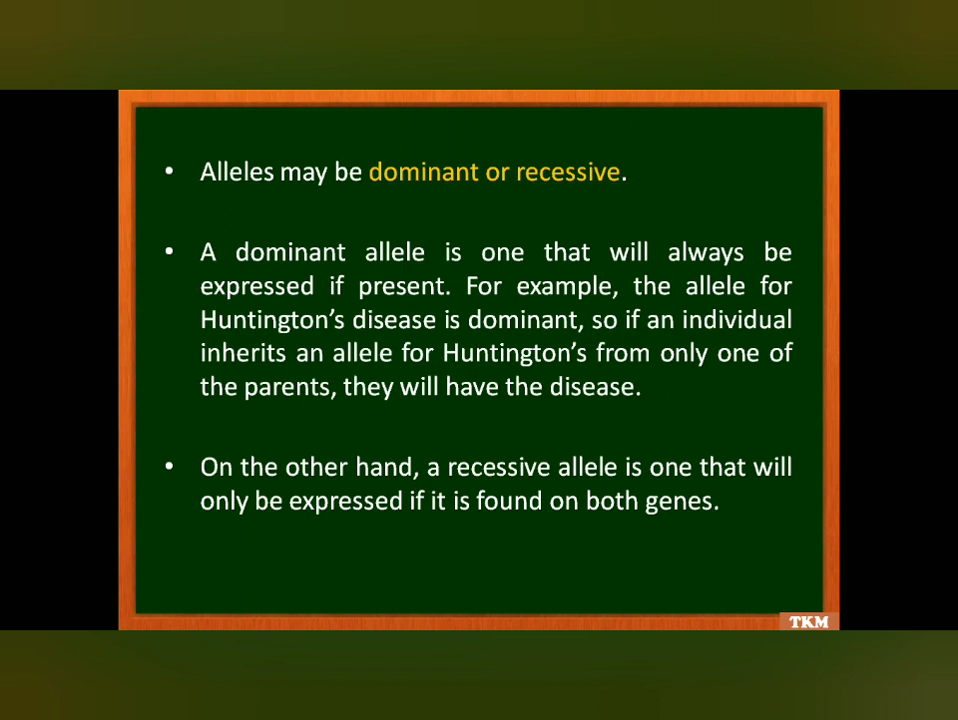 • Alleles may be dominant or recessive.
• A dominant allele is one that will always be
expressed if present. For example, the allele for
Huntington’s disease is dominant, so if an individual
inherits an allele for Huntington’s from only one of
the parents, they will have the disease.
• On the other hand, a recessive allele is one that will
only be expressed if it is found on both genes.
TKM